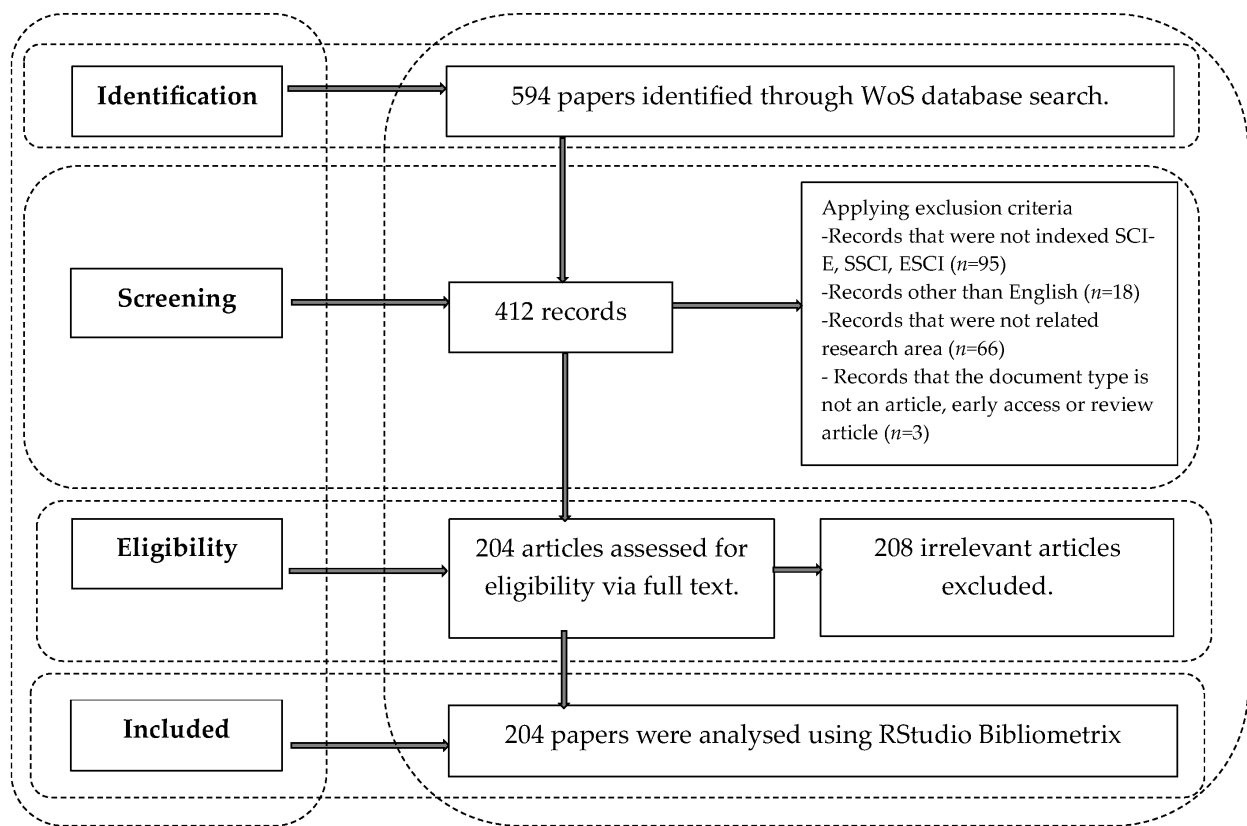 Identification
594 papers identified through WoS database search.
Screening
412 records
Applying exclusion criteria
-Records that were not indexed SCI-
E, SSCI, ESCI (n=95)
-Records other than English (n=18)
-Records that were not related
research area (n=66)
- Records that the document type is
not an article, early access or review
article (n=3)
Eligibility
204 articles assessed for
eligibility via full text.
208 irrelevant articles
excluded.
Included
204 papers were analysed using RStudio Bibliometrix